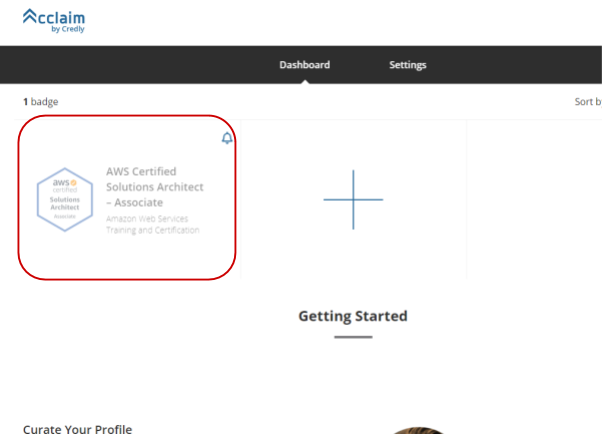 Acclaim
by Credly
Dashboard Settings
1 badge Sort b
aws
certified
Solutions
Architect
Associate
AWS Certified
Solutions Architect
– Associate
Amazon Web Services
Training and Certification
Getting Started
Curate Your Profile